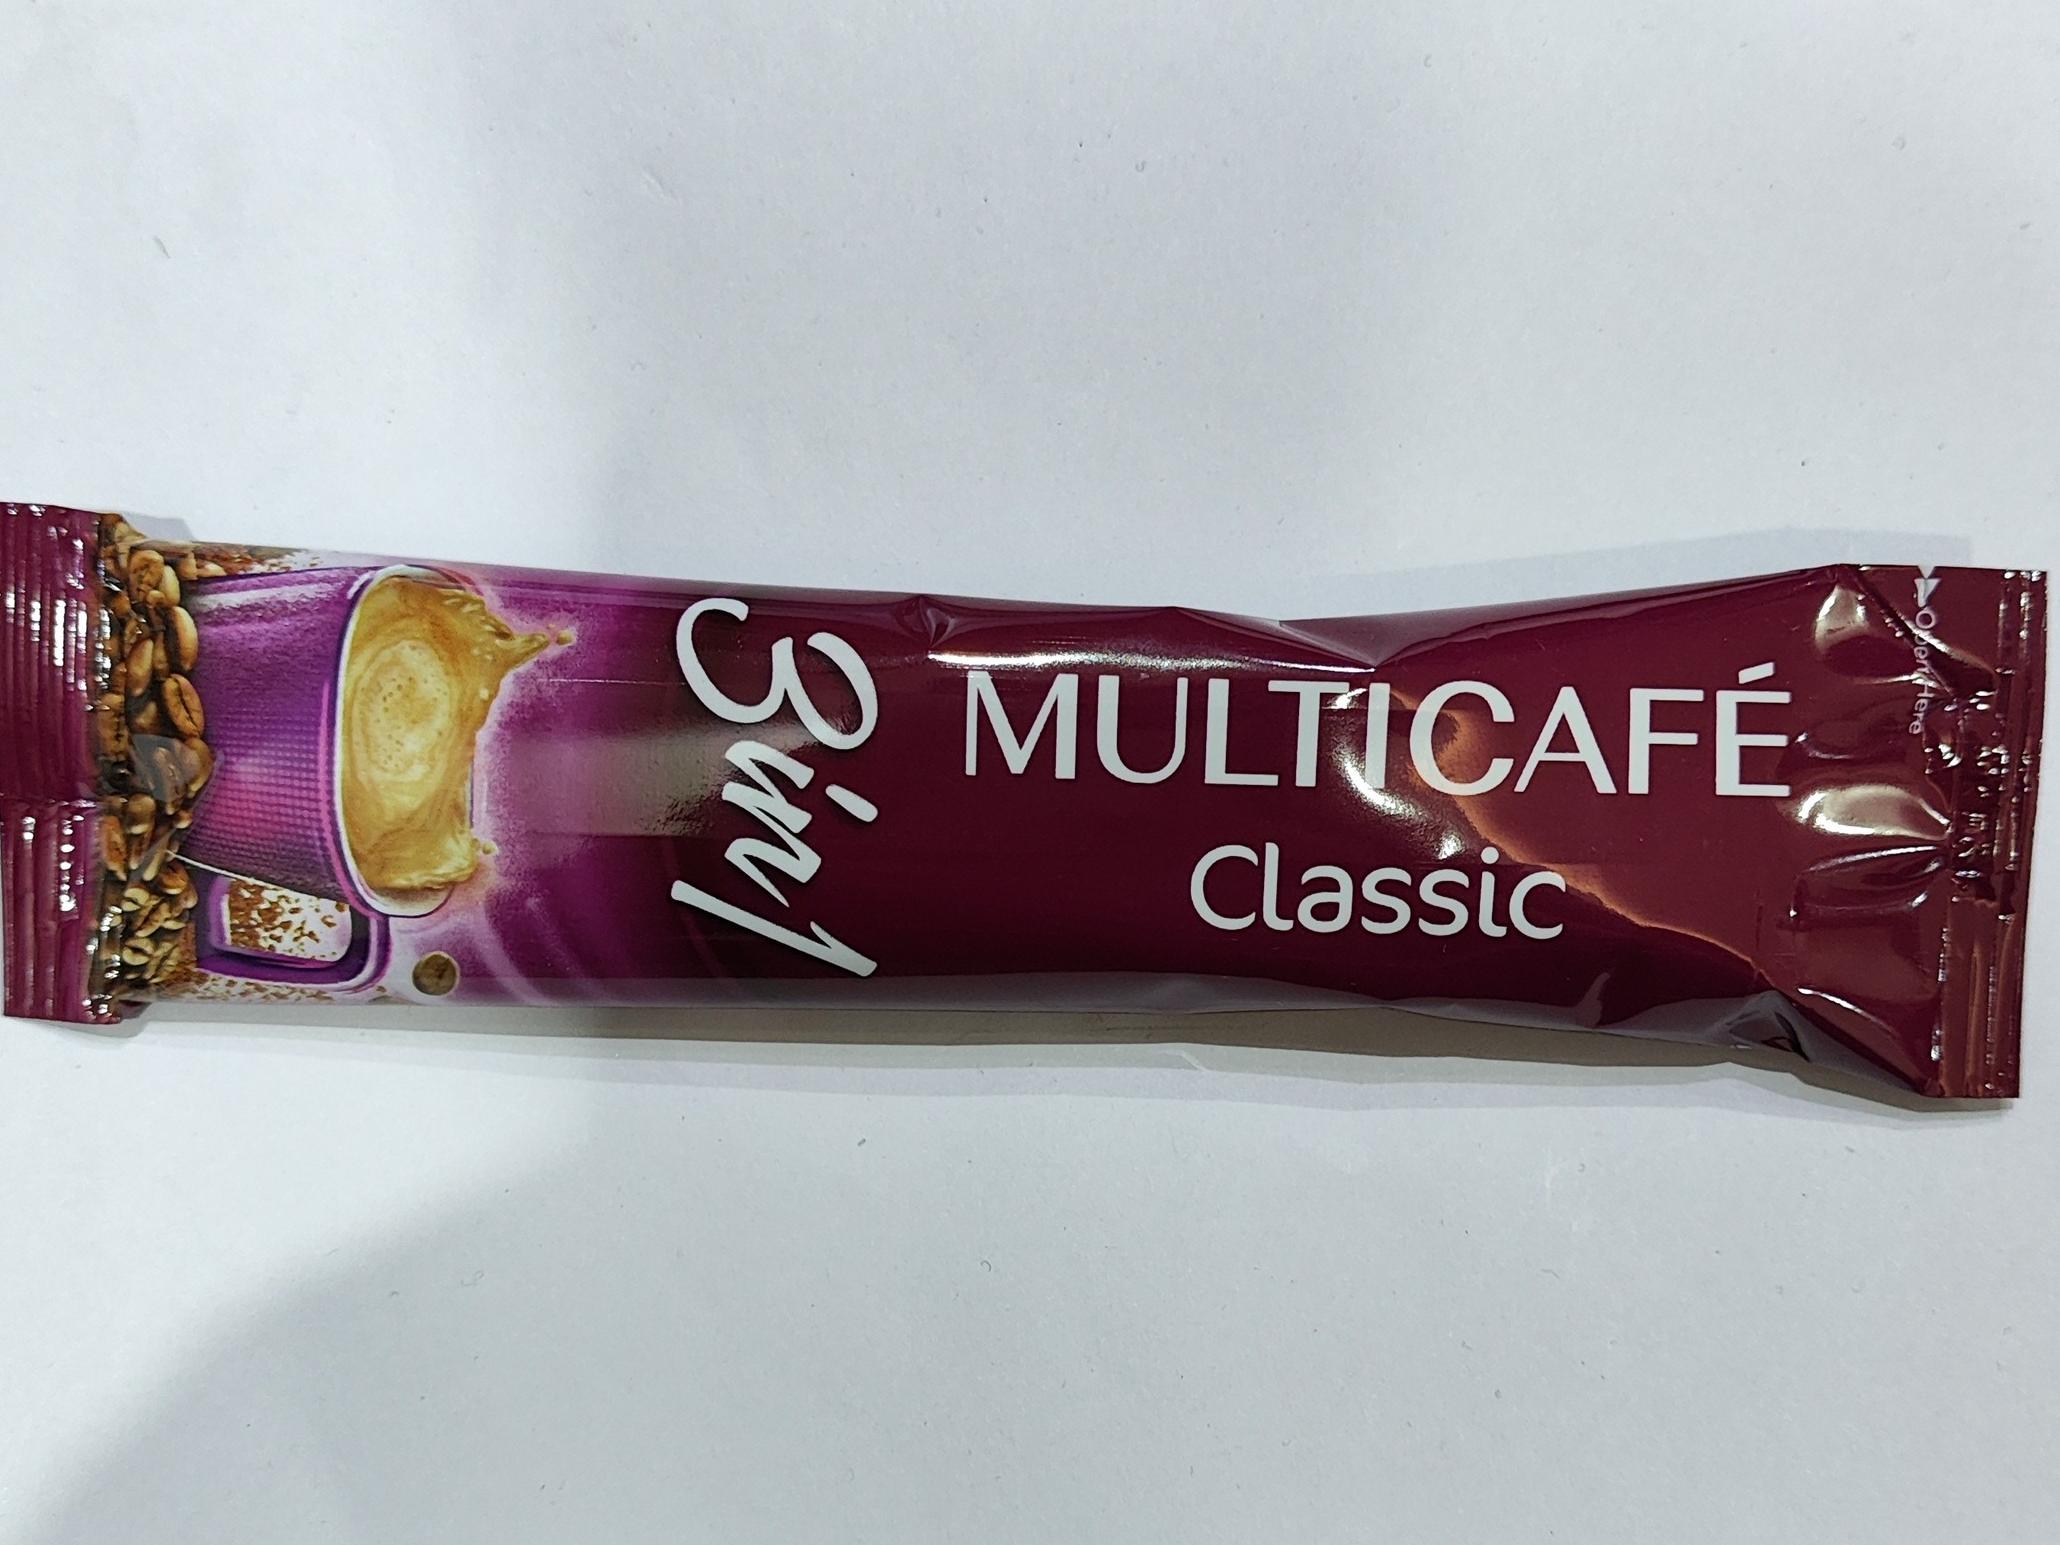 MULTICAFÉ
Classic
3in1
Open Here